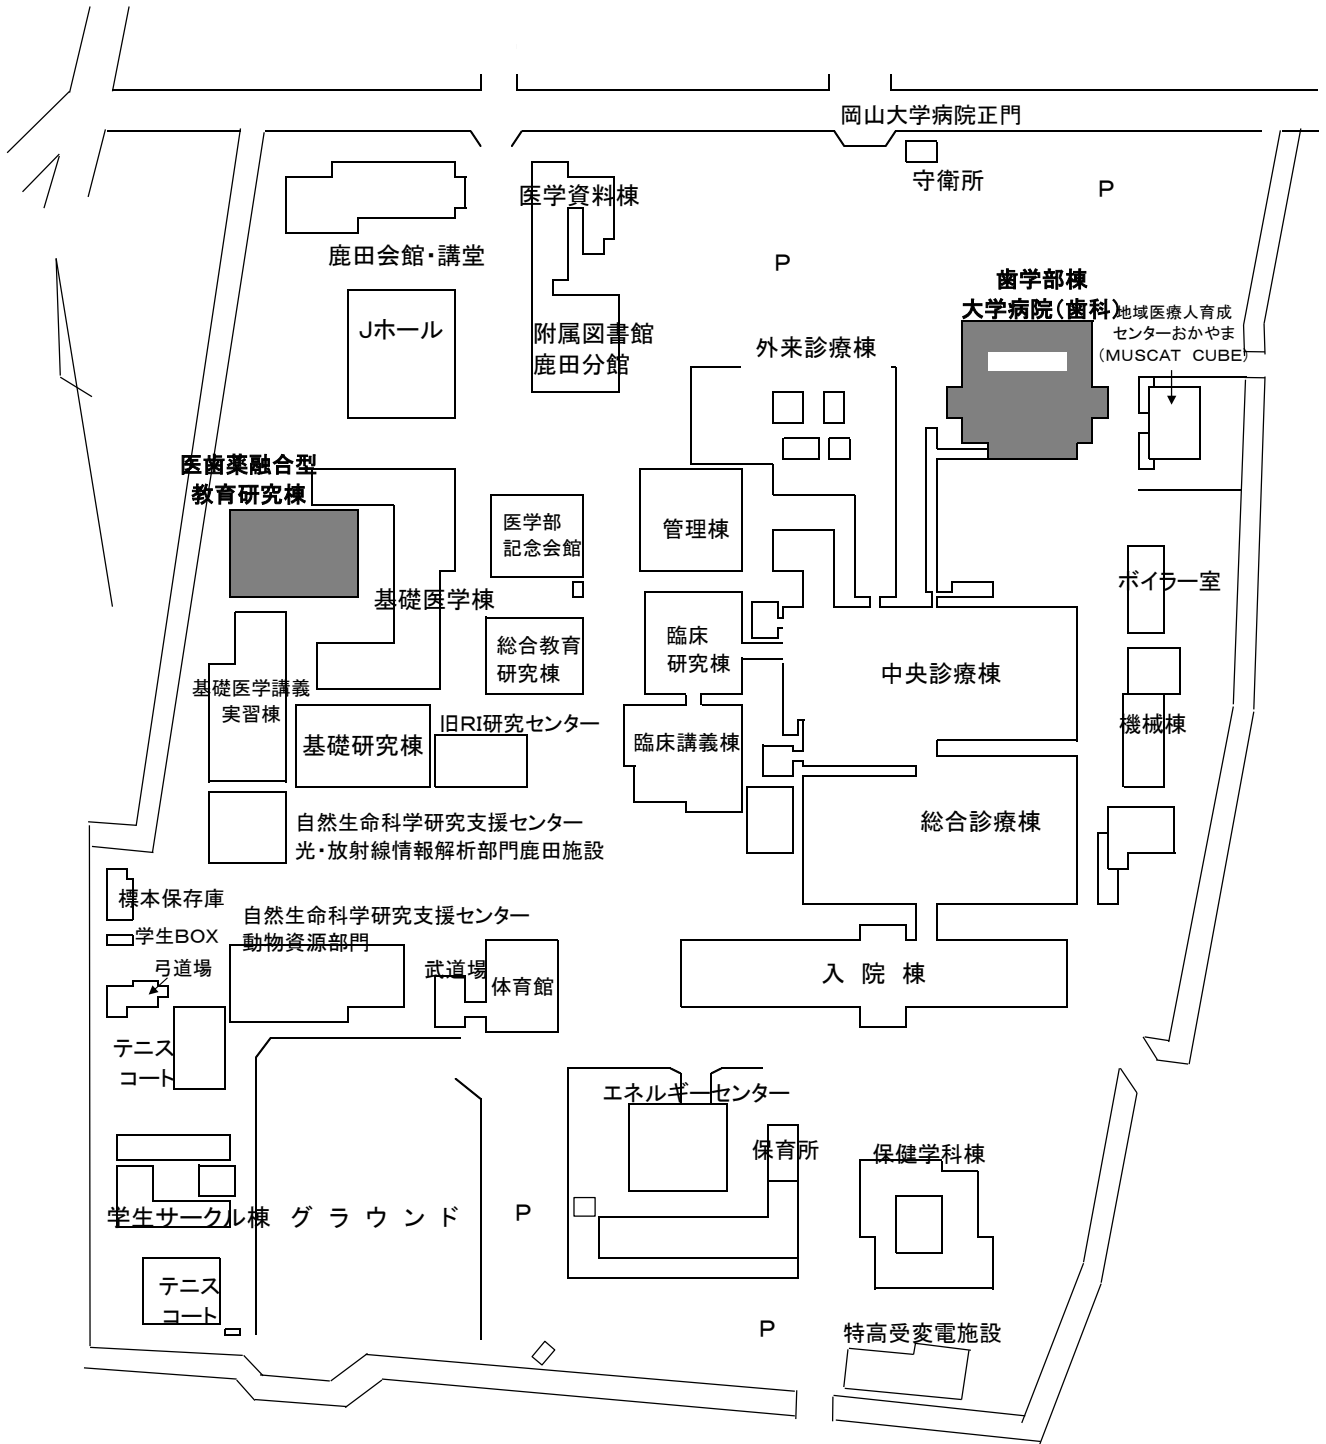 岡山大学病院正門
守衛所
P
医学資料棟
鹿田会館・講堂
P
歯学部棟
大学病院(歯科)
地域医療人育成
センターおかやま
(MUSCAT CUBE)
Jホール
附属図書館
鹿田分館
外来診療棟
医歯薬融合型
教育研究棟
医学部
記念会館
管理棟
基礎医学棟
ボイラー室
総合教育
研究棟
臨床
研究棟
中央診療棟
基礎医学講義
実習棟
基礎研究棟
旧RI研究センター
臨床講義棟
機械棟
自然生命科学研究支援センター
光・放射線情報解析部門鹿田施設
総合診療棟
標本保存庫
学生BOX
弓道場
自然生命科学研究支援センター
動物資源部門
武道場
体育館
入院棟
テニス
コート
エネルギーセンター
保育所
保健学科棟
学生サークル棟
グラウンド
P
テニス
コート
P
特高受変電施設